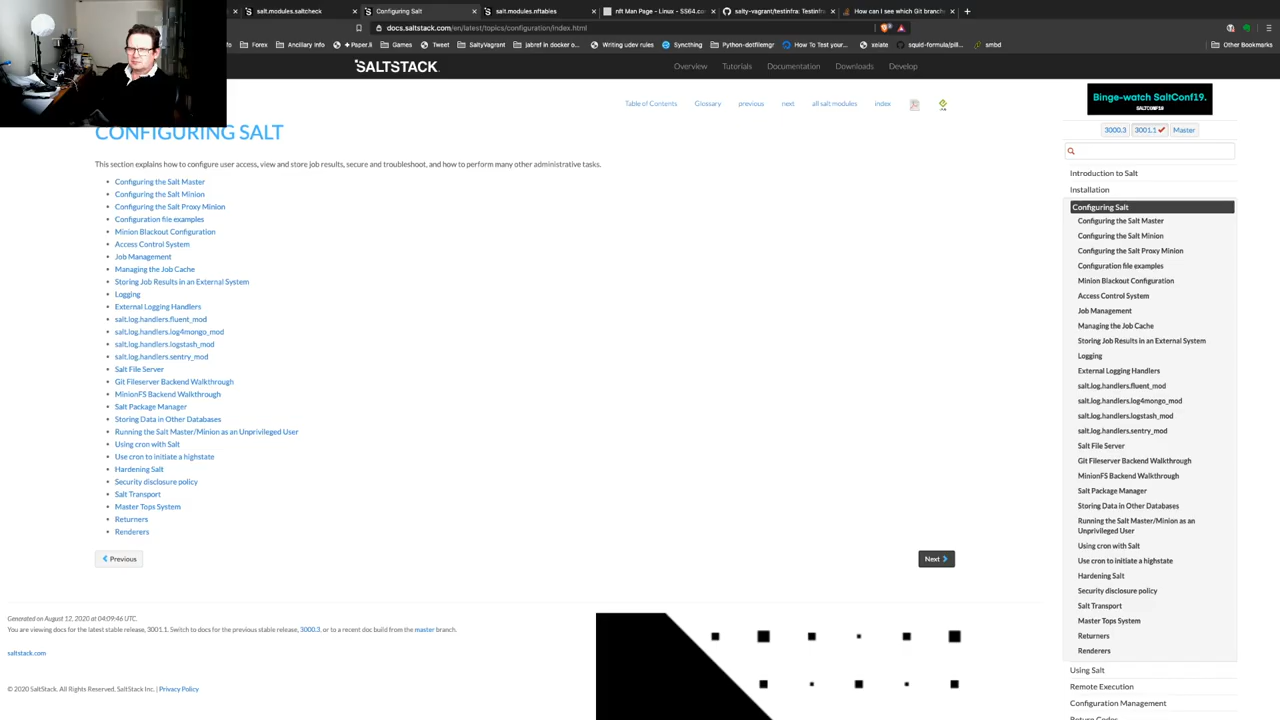 salt.modules.saltcheck
Configuring Salt
salt.modules.nftables
nft Man Page - Linux - SS64.com
salty-vagrant/testinfra: TestInfra
How can I see which Git branch
docs.saltstack.com/en/latest/topics/configuration/index.html
Forex
Ancillary Info
+ Paper.li
Games
Tweet
SaltyVagrant
jabref in docker o...
Writing udev rules
Syncthing
Python-dotfilemgr
How To Test your...
xelate
squid-formula/pill...
smbd
Other Bookmarks
SALTSTACK
Overview
Tutorials
Documentation
Downloads
Develop
Table of Contents
Glossary
previous
next
all salt modules
index
CONFIGURING SALT
This section explains how to configure user access, view and store job results, secure and troubleshoot, and how to perform many other administrative tasks.
Configuring the Salt Master
Configuring the Salt Minion
Configuring the Salt Proxy Minion
Configuration file examples
Minion Blackout Configuration
Access Control System
Job Management
Managing the Job Cache
Storing Job Results in an External System
Logging
External Logging Handlers
salt.log.handlers.fluent_mod
salt.log.handlers.log4mongo_mod
salt.log.handlers.logstash_mod
salt.log.handlers.sentry_mod
Salt File Server
Git Fileserver Backend Walkthrough
MinionFS Backend Walkthrough
Salt Package Manager
Storing Data in Other Databases
Running the Salt Master/Minion as an Unprivileged User
Using cron with Salt
Use cron to initiate a highstate
Hardening Salt
Security disclosure policy
Salt Transport
Master Tops System
Returners
Renderers
Previous
Next
Generated on August 12, 2020 at 04:09:46 UTC.
You are viewing docs for the latest stable release, 3001.1. Switch to docs for the previous stable release, 3000.3, or to a recent doc build from the master branch.
saltstack.com
© 2020 SaltStack. All Rights Reserved, SaltStack Inc. | Privacy Policy
Binge-watch SaltConf19.
SALTCONF19
3000.3
3001.1
Master
Introduction to Salt
Installation
Configuring Salt
Configuring the Salt Master
Configuring the Salt Minion
Configuring the Salt Proxy Minion
Configuration file examples
Minion Blackout Configuration
Access Control System
Job Management
Managing the Job Cache
Storing Job Results in an External System
Logging
External Logging Handlers
salt.log.handlers.fluent_mod
salt.log.handlers.log4mongo_mod
salt.log.handlers.logstash_mod
salt.log.handlers.sentry_mod
Salt File Server
Git Fileserver Backend Walkthrough
MinionFS Backend Walkthrough
Salt Package Manager
Storing Data in Other Databases
Running the Salt Master/Minion as an
Unprivileged User
Using cron with Salt
Use cron to initiate a highstate
Hardening Salt
Security disclosure policy
Salt Transport
Master Tops System
Returners
Renderers
Using Salt
Remote Execution
Configuration Management
Return Codes